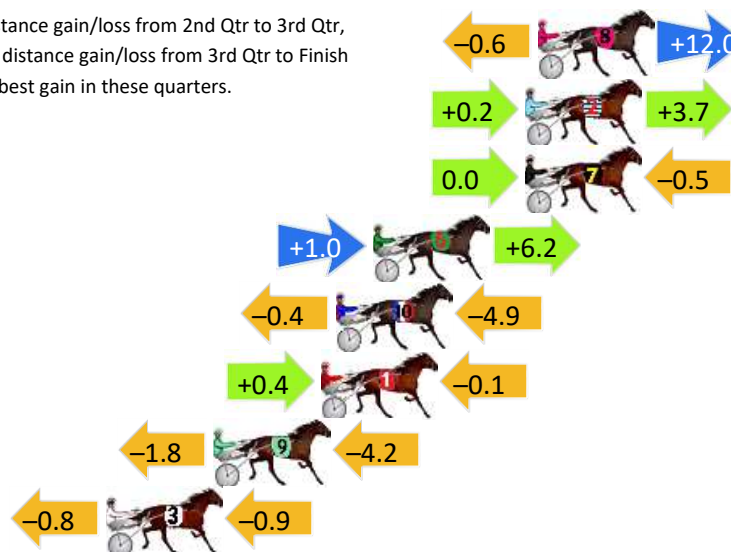 tance gain/loss from 2nd Qtr to 3rd Qtr,
distance gain/loss from 3rd Qtr to Finish
best gain in these quarters.
–0.6 8 +12.0
+0.2 2 +3.7
0.0 7 –0.5
+1.0 +6.2
–0.4 10 –4.9
+0.4 1 –0.1
–1.8 9 –4.2
–0.8 3 –0.9